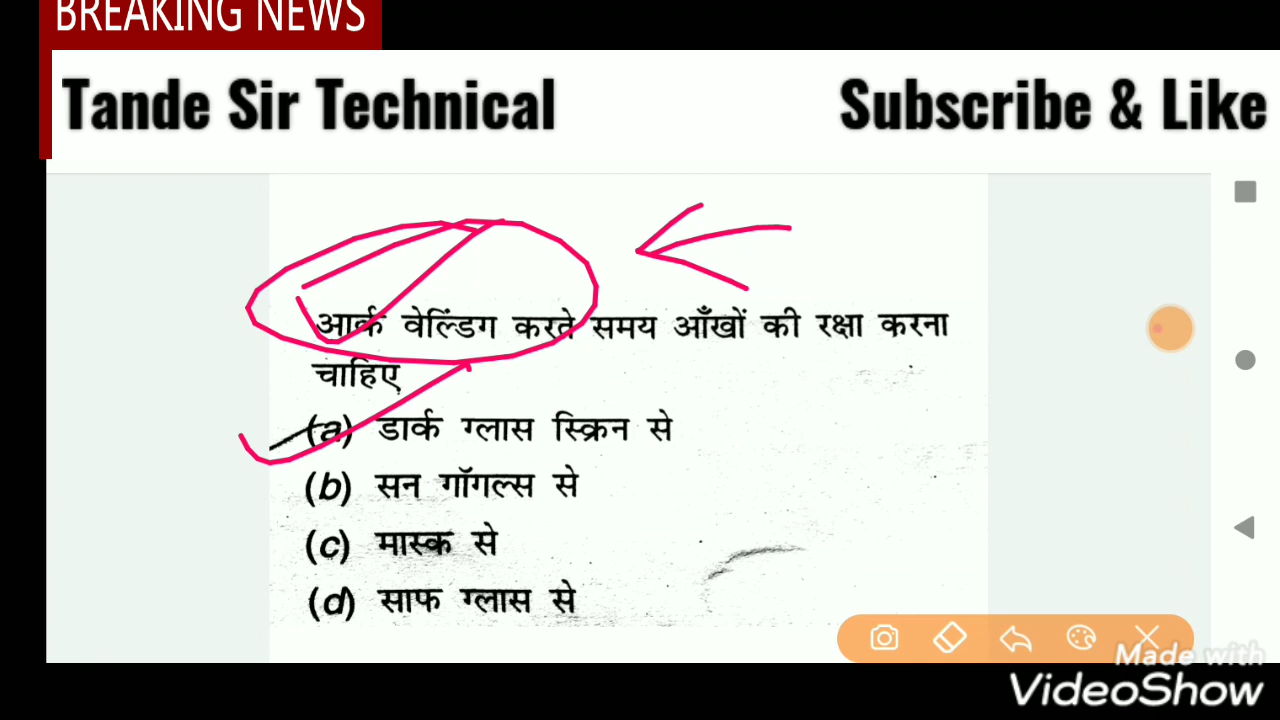 BREAKING NEWS
Tande Sir Technical Subscribe & Like
आर्क वेल्डिंग करते समय आँखों की रक्षा करना
चाहिए
(a) डार्क ग्लास स्क्रिन से
(b) सन गॉगल्स से
(c) मास्क से
(d) साफ ग्लास से
Made with
VideoShow